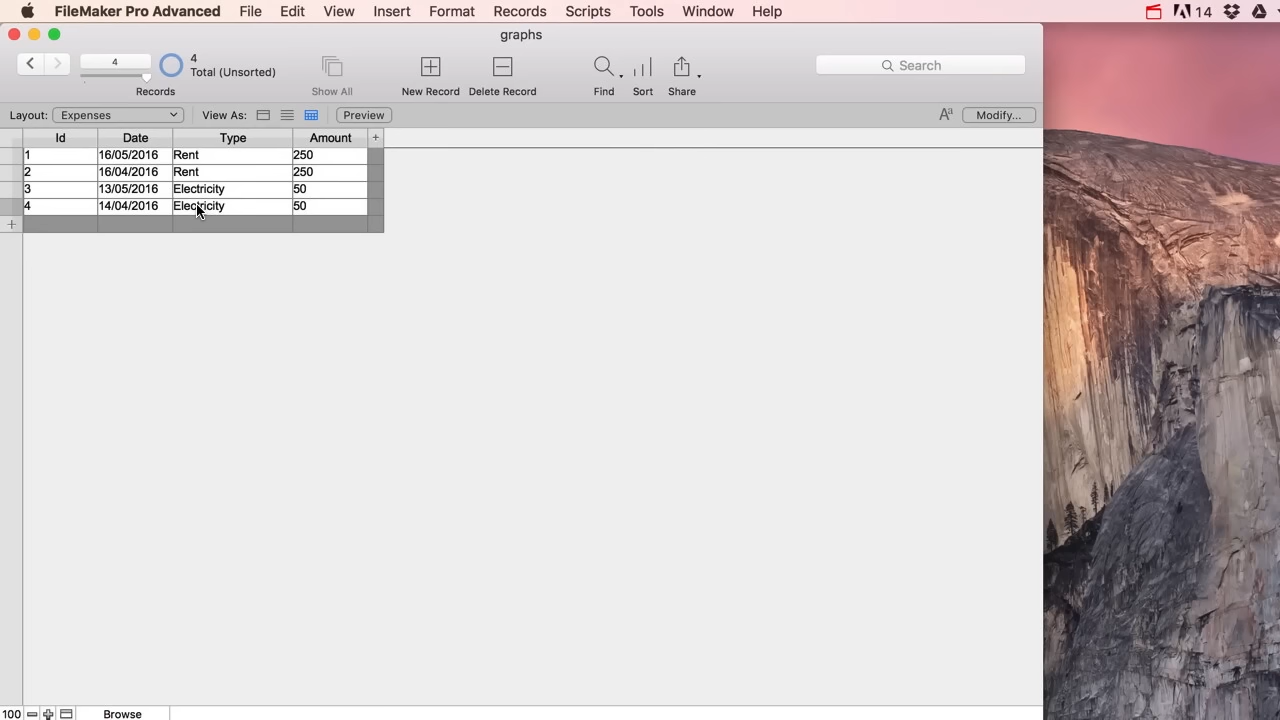 FileMaker Pro Advanced File Edit View Insert Format Records Scripts Tools Window Help 14
graphs
4 4 Total (Unsorted) Search
Records Show All New Record Delete Record Find Sort Share
Layout: Expenses View As: Preview Aa Modify...
Id Date Type Amount +
1 16/05/2016 Rent 250
2 16/04/2016 Rent 250
3 13/05/2016 Electricity 50
4 14/04/2016 Electricity 50
+
100 Browse